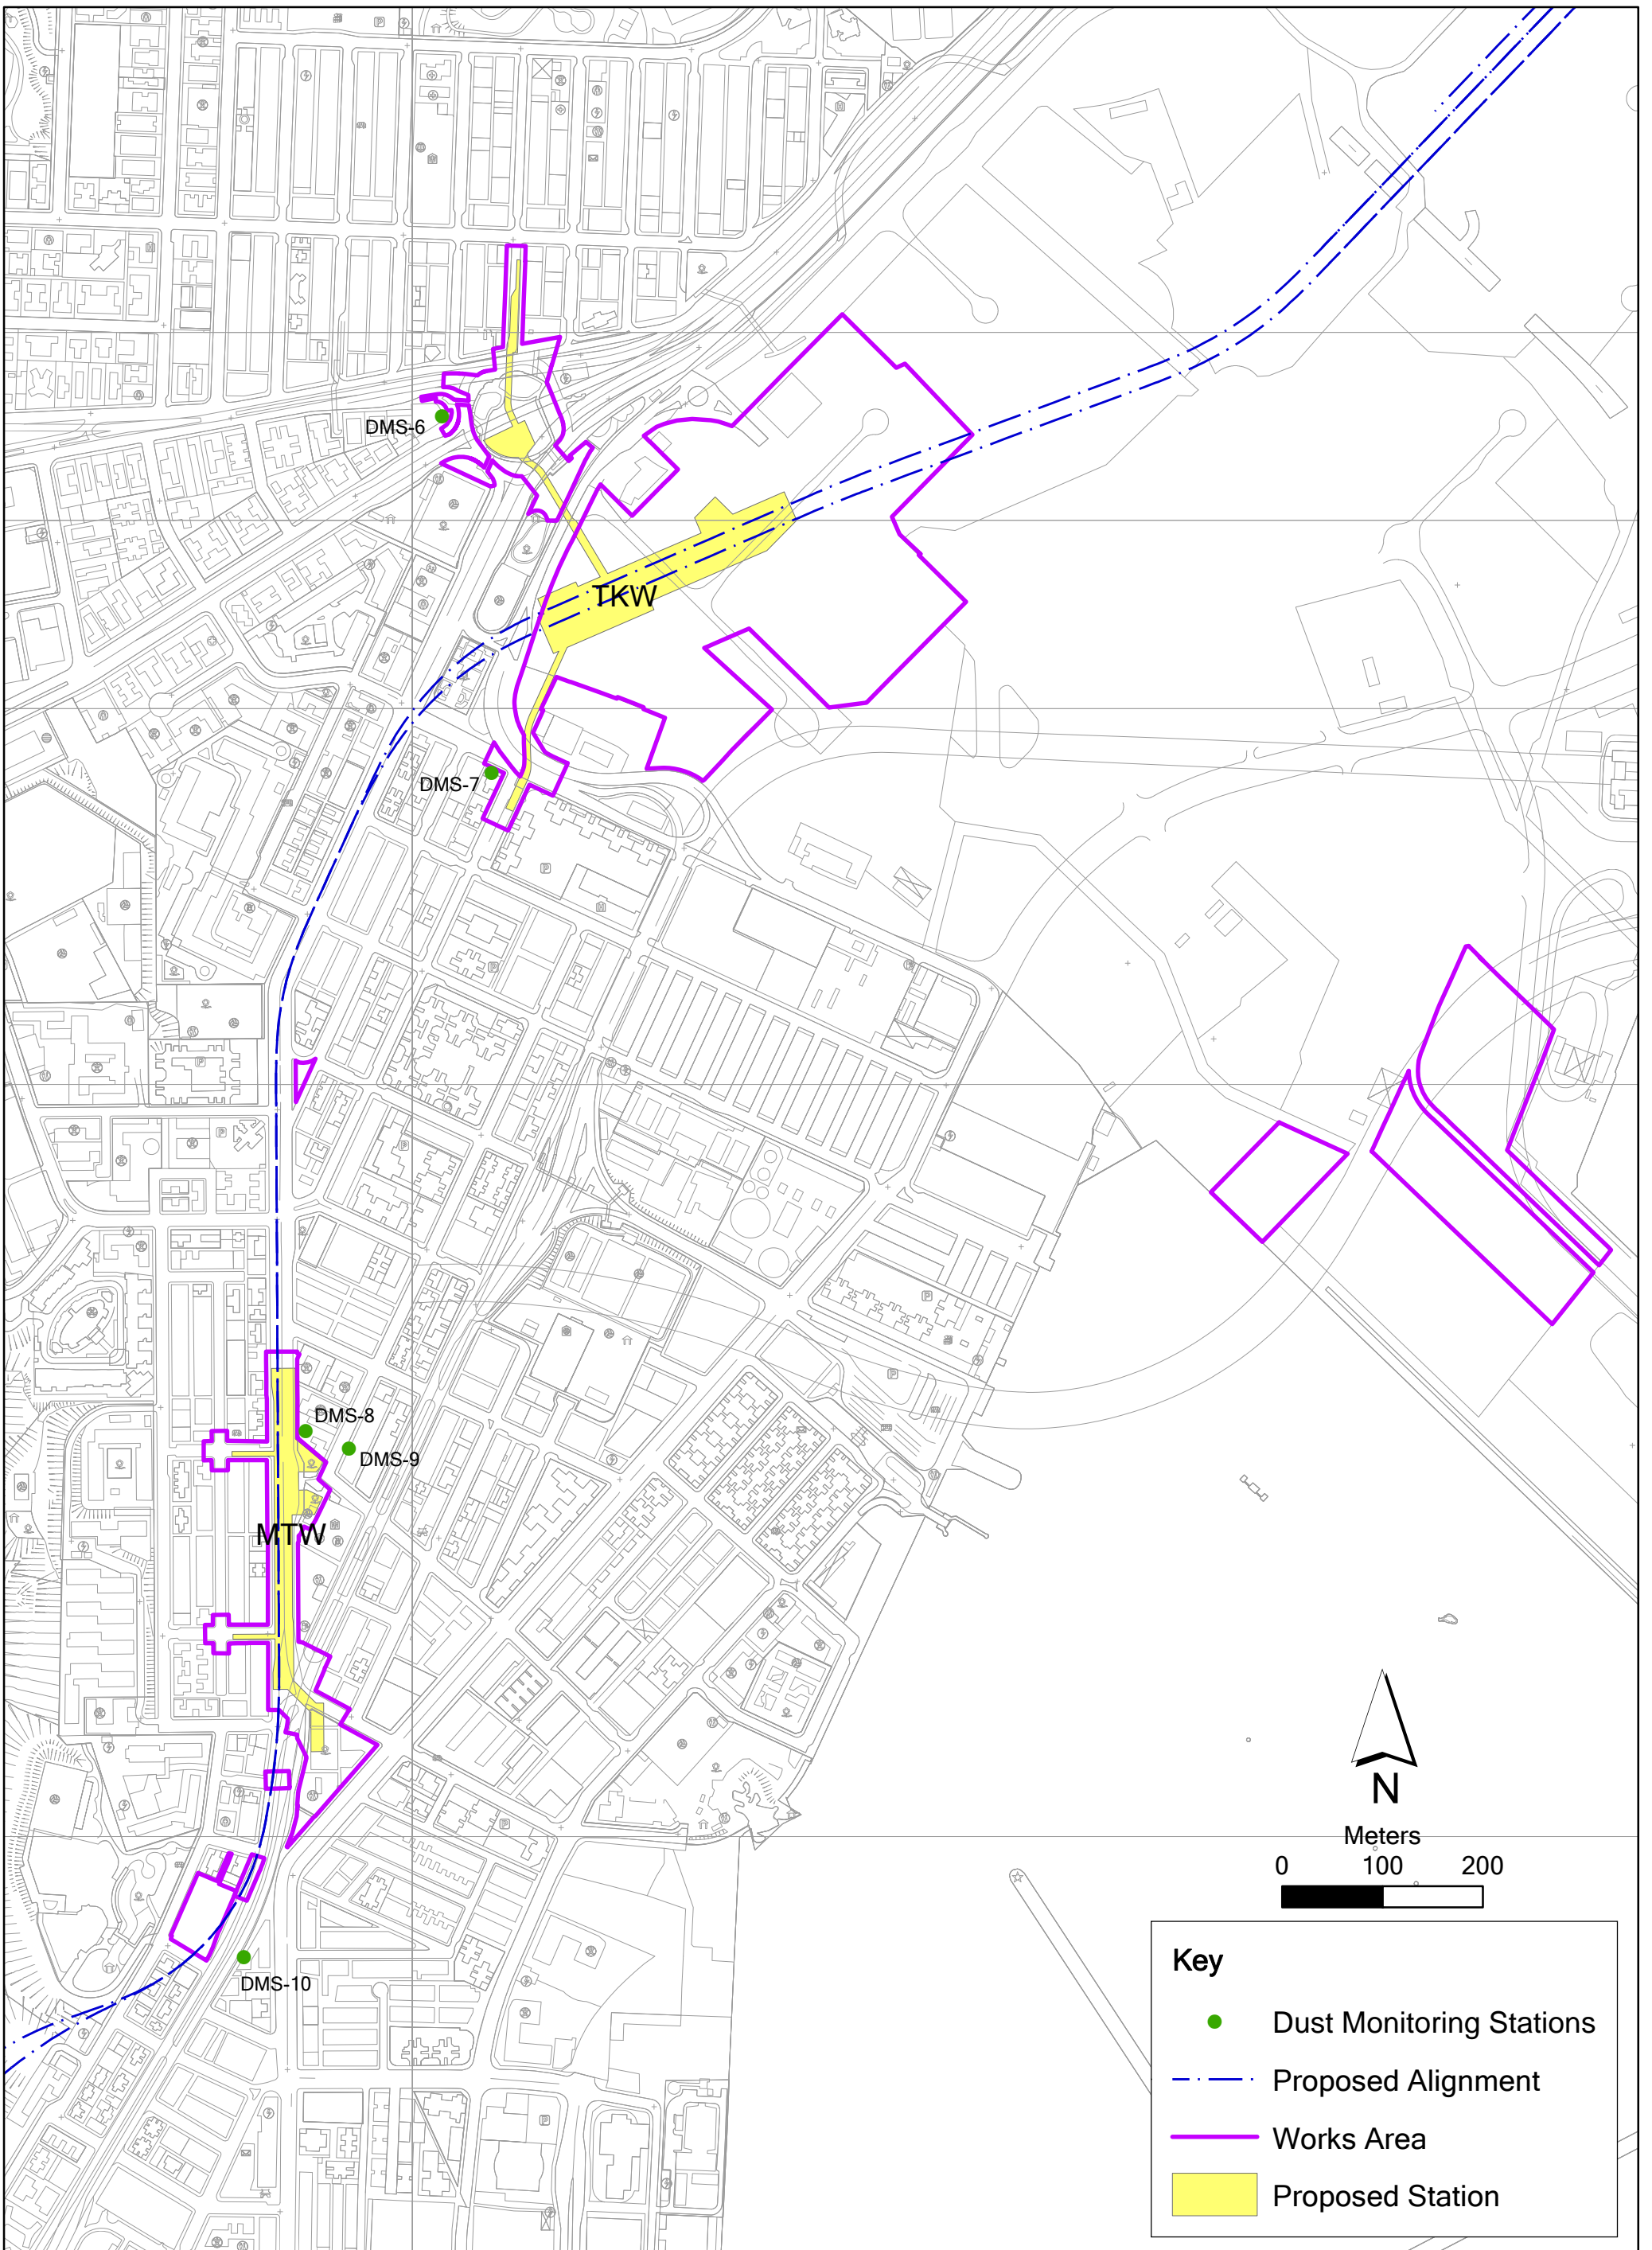 DMS-6
TKW
DMS-7
DMS-8
DMS-9
MTW
N
Meters
0 100 200
DMS-10
Key
Dust Monitoring Stations
Proposed Alignment
Works Area
Proposed Station